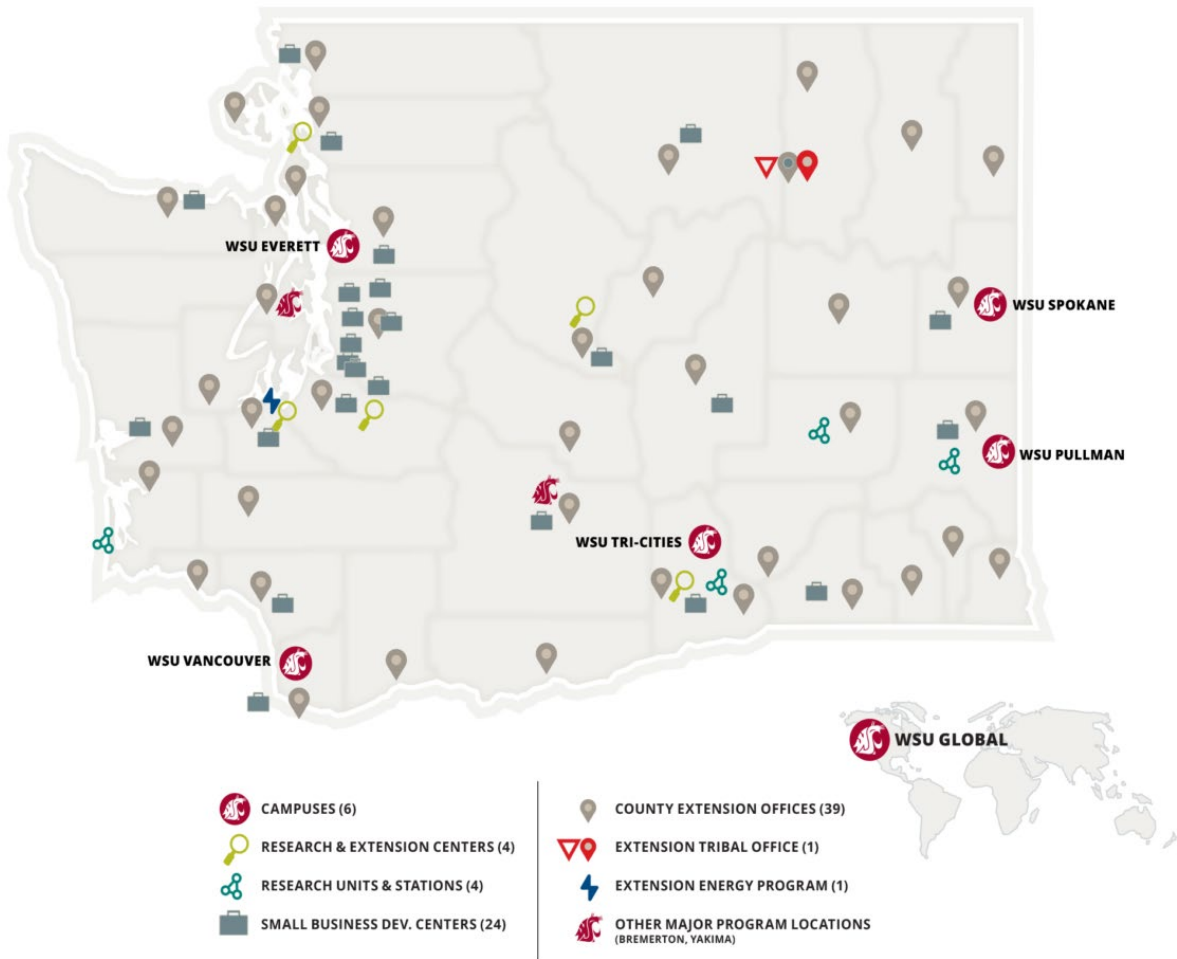 WSU EVERETT
WSU SPOKANE
WSU PULLMAN
WSU TRI-CITIES
WSU VANCOUVER
WSU GLOBAL
CAMPUSES (6)
RESEARCH & EXTENSION CENTERS (4)
RESEARCH UNITS & STATIONS (4)
SMALL BUSINESS DEV. CENTERS (24)
COUNTY EXTENSION OFFICES (39)
EXTENSION TRIBAL OFFICE (1)
EXTENSION ENERGY PROGRAM (1)
OTHER MAJOR PROGRAM LOCATIONS
(BREMERTON, YAKIMA)